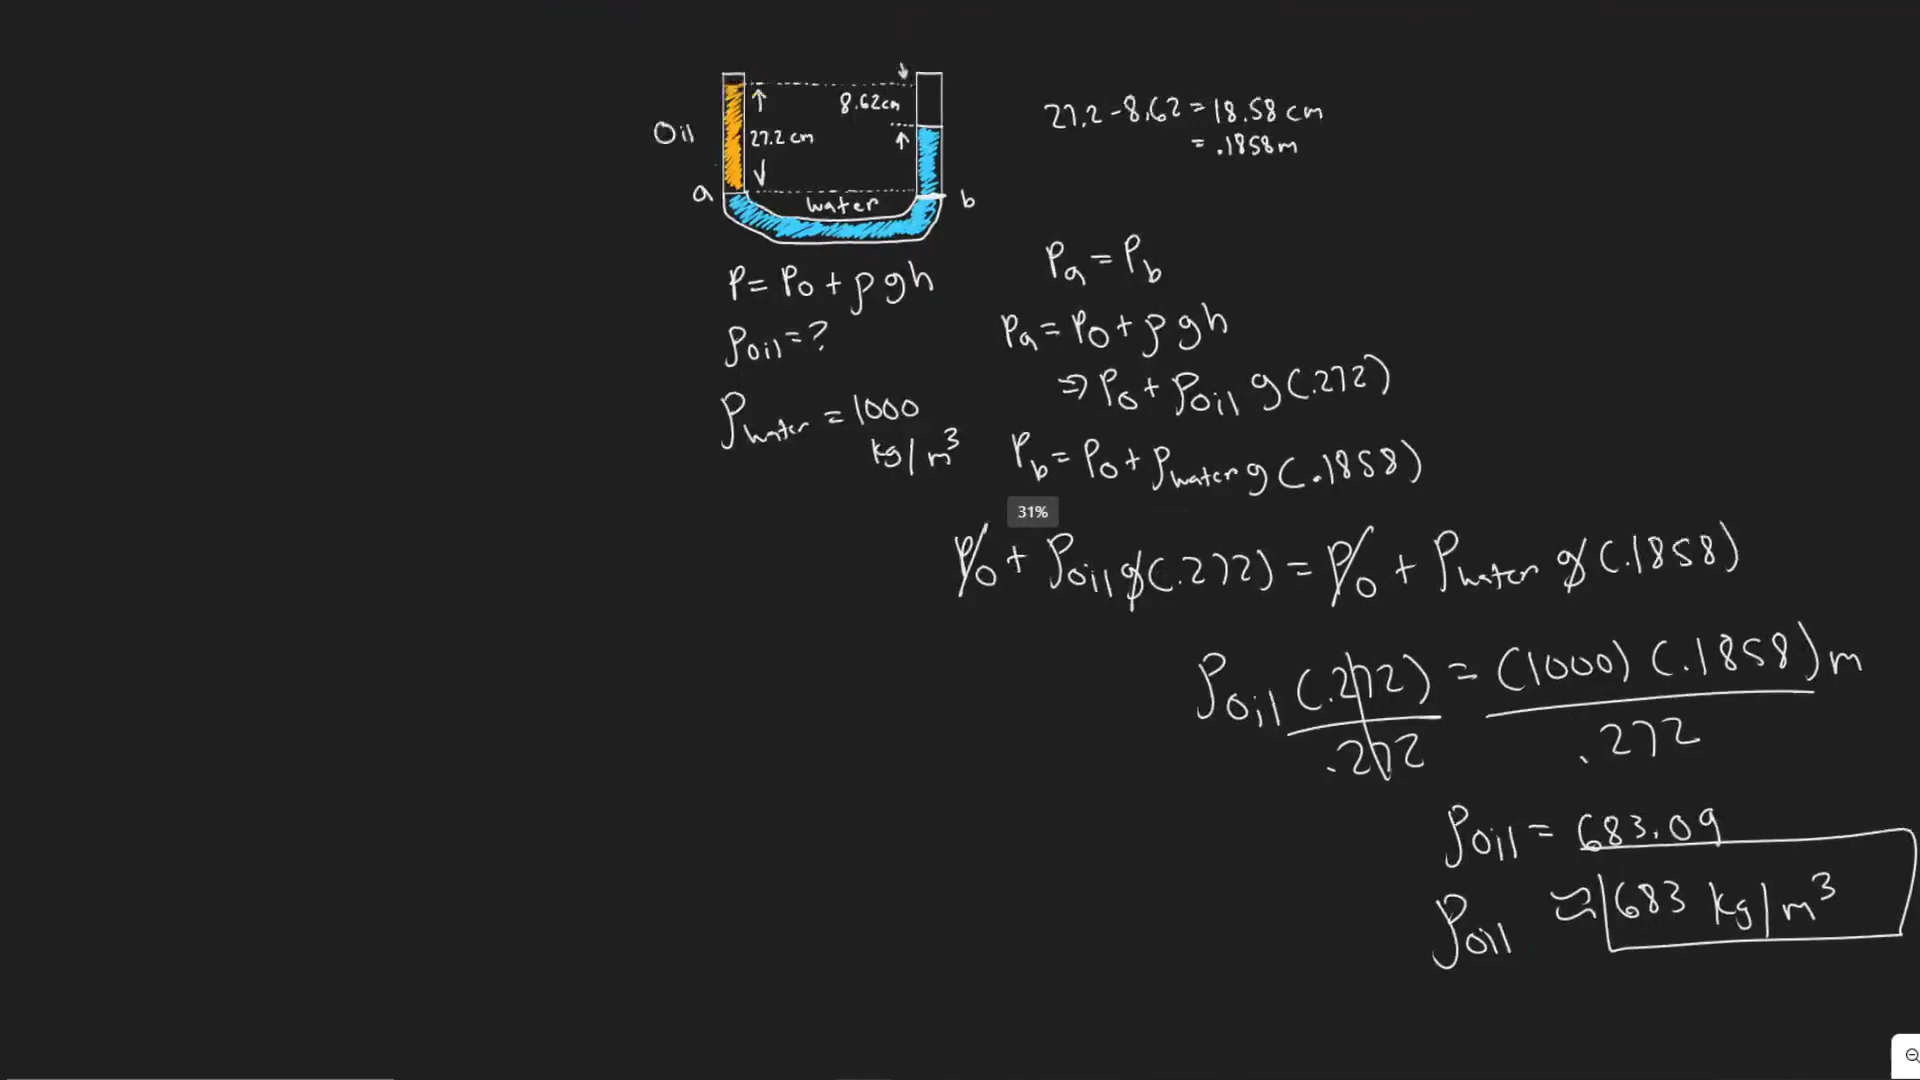 8.62cm
Oil
27.2 cm
a
water
b
27.2 - 8.62 = 18.58 cm
= .1858m
P = P0 + ρgh
ρoil = ?
ρwater = 1000
kg/m³
Pa = Pb
Pa = P0 + ρgh
⇒ P0 + ρoil g(.272)
Pb = P0 + ρwater g(.1858)
31%
P0 + ρoil g(.272) = P0 + ρwater g(.1858)
ρoil (.272) = (1000) (.1858) m
.272 .272
ρoil = 683.09
ρoil ≈ 683 kg/m³